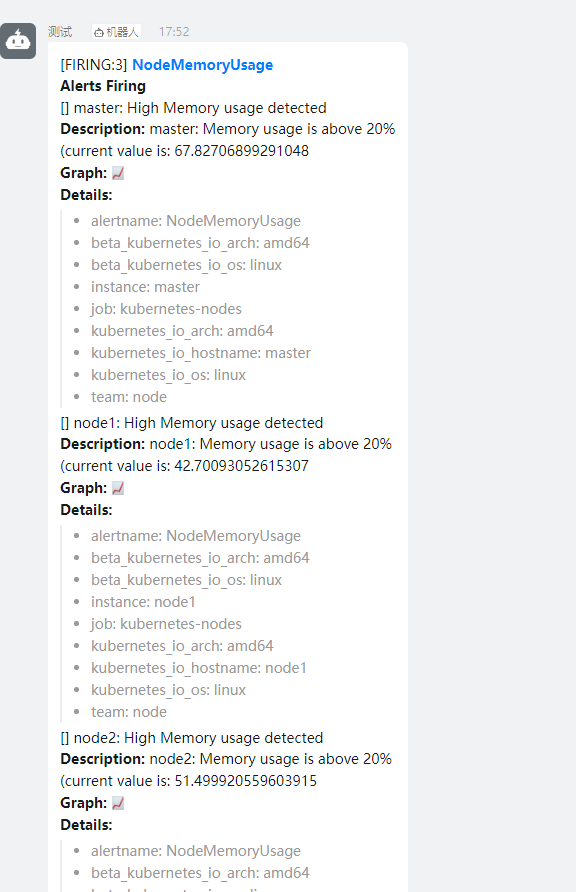 测试 机器人 17:52
[FIRING:3] NodeMemoryUsage
Alerts Firing
[] master: High Memory usage detected
Description: master: Memory usage is above 20%
(current value is: 67.82706899291048
Graph:
Details:
alertname: NodeMemoryUsage
beta_kubernetes_io_arch: amd64
beta_kubernetes_io_os: linux
instance: master
job: kubernetes-nodes
kubernetes_io_arch: amd64
kubernetes_io_hostname: master
kubernetes_io_os: linux
team: node
[] node1: High Memory usage detected
Description: node1: Memory usage is above 20%
(current value is: 42.70093052615307
Graph:
Details:
alertname: NodeMemoryUsage
beta_kubernetes_io_arch: amd64
beta_kubernetes_io_os: linux
instance: node1
job: kubernetes-nodes
kubernetes_io_arch: amd64
kubernetes_io_hostname: node1
kubernetes_io_os: linux
team: node
[] node2: High Memory usage detected
Description: node2: Memory usage is above 20%
(current value is: 51.499920559603915
Graph:
Details:
alertname: NodeMemoryUsage
beta_kubernetes_io_arch: amd64